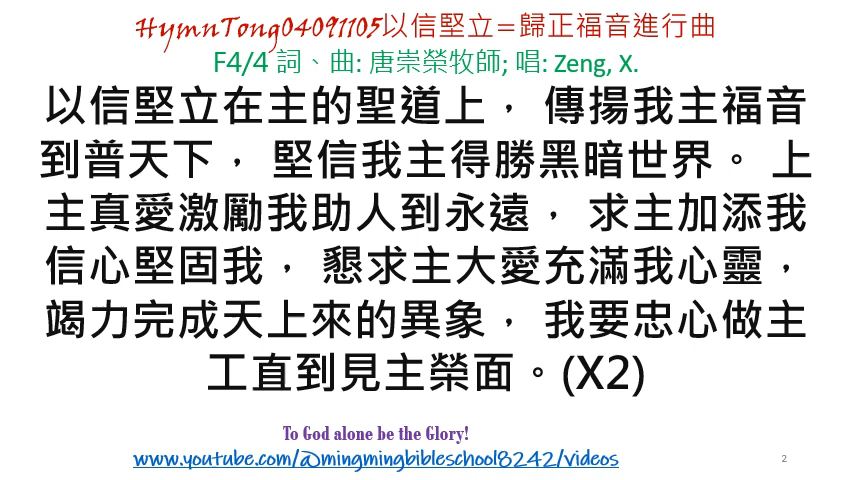 HymnTong04091105以信堅立=歸正福音進行曲
F4/4 詞、曲: 唐崇榮牧師; 唱: Zeng, X.
以信堅立在主的聖道上， 傳揚我主福音
到普天下， 堅信我主得勝黑暗世界。 上
主真愛激勵我助人到永遠， 求主加添我
信心堅固我， 懇求主大愛充滿我心靈，
竭力完成天上來的異象， 我要忠心做主
工直到見主榮面。(X2)
To God alone be the Glory!
www.youtube.com/@mingmingbibleschool8242/videos
2